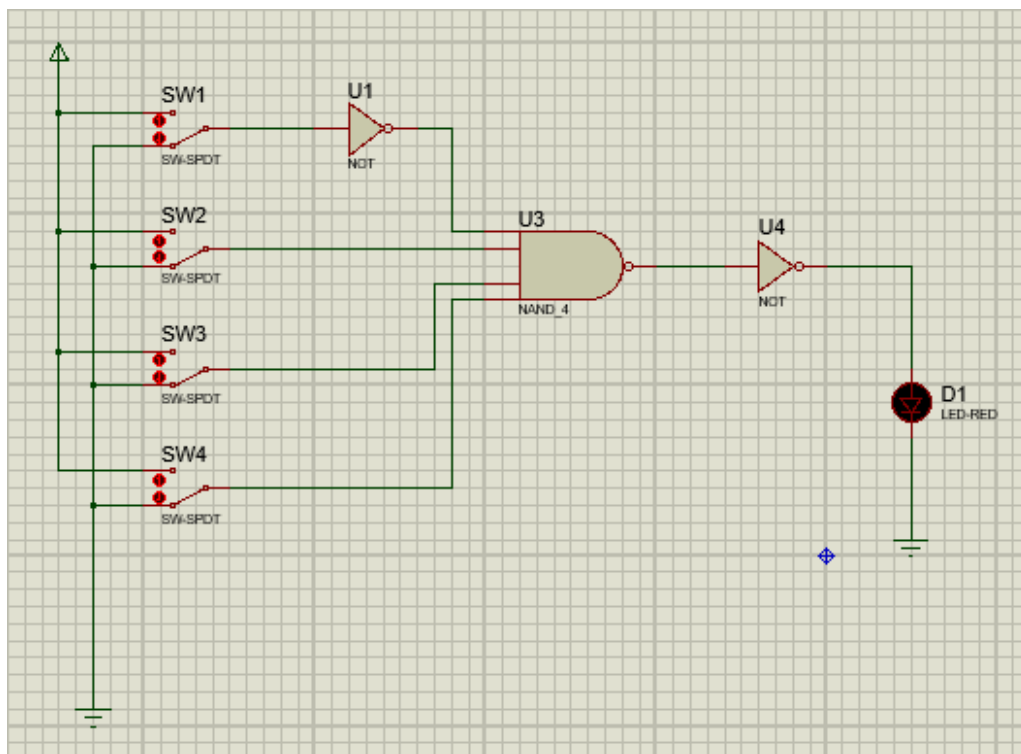 SW1
SW-SPDT
U1
NOT
SW2
SW-SPDT
U3
NAND_4
U4
NOT
SW3
SW-SPDT
D1
LED-RED
SW4
SW-SPDT